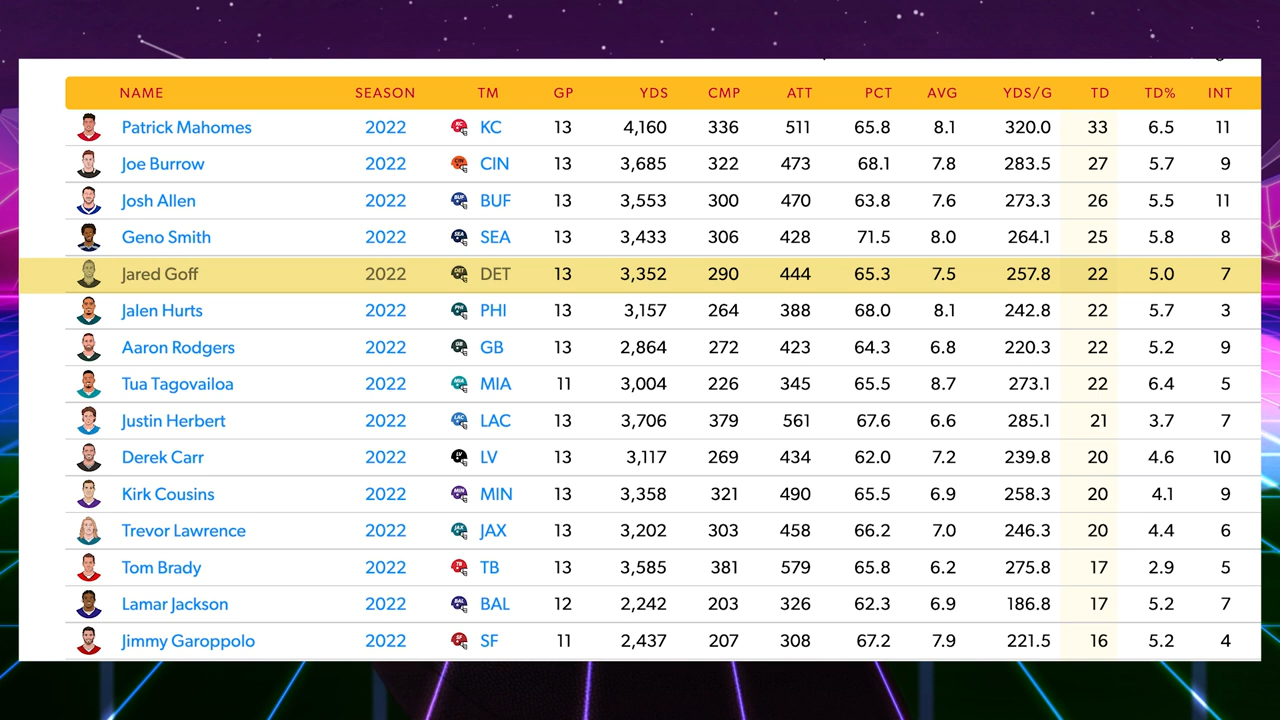 NAME SEASON TM GP YDS CMP ATT PCT AVG YDS/G TD TD% INT
Patrick Mahomes 2022 KC 13 4,160 336 511 65.8 8.1 320.0 33 6.5 11
Joe Burrow 2022 CIN 13 3,685 322 473 68.1 7.8 283.5 27 5.7 9
Josh Allen 2022 BUF 13 3,553 300 470 63.8 7.6 273.3 26 5.5 11
Geno Smith 2022 SEA 13 3,433 306 428 71.5 8.0 264.1 25 5.8 8
Jared Goff 2022 DET 13 3,352 290 444 65.3 7.5 257.8 22 5.0 7
Jalen Hurts 2022 PHI 13 3,157 264 388 68.0 8.1 242.8 22 5.7 3
Aaron Rodgers 2022 GB 13 2,864 272 423 64.3 6.8 220.3 22 5.2 9
Tua Tagovailoa 2022 MIA 11 3,004 226 345 65.5 8.7 273.1 22 6.4 5
Justin Herbert 2022 LAC 13 3,706 379 561 67.6 6.6 285.1 21 3.7 7
Derek Carr 2022 LV 13 3,117 269 434 62.0 7.2 239.8 20 4.6 10
Kirk Cousins 2022 MIN 13 3,358 321 490 65.5 6.9 258.3 20 4.1 9
Trevor Lawrence 2022 JAX 13 3,202 303 458 66.2 7.0 246.3 20 4.4 6
Tom Brady 2022 TB 13 3,585 381 579 65.8 6.2 275.8 17 2.9 5
Lamar Jackson 2022 BAL 12 2,242 203 326 62.3 6.9 186.8 17 5.2 7
Jimmy Garoppolo 2022 SF 11 2,437 207 308 67.2 7.9 221.5 16 5.2 4